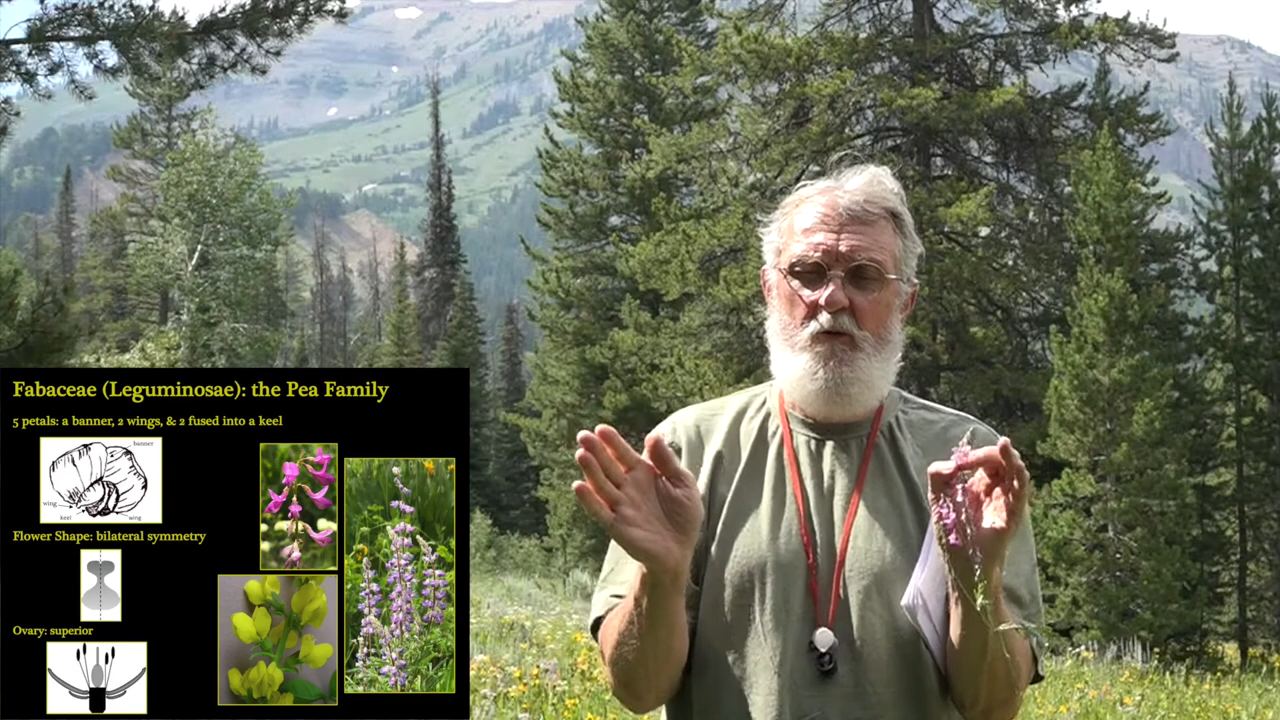 Fabaceae (Leguminosae): the Pea Family
5 petals: a banner, 2 wings, & 2 fused into a keel
banner
wing
keel
wing
Flower Shape: bilateral symmetry
Ovary: superior